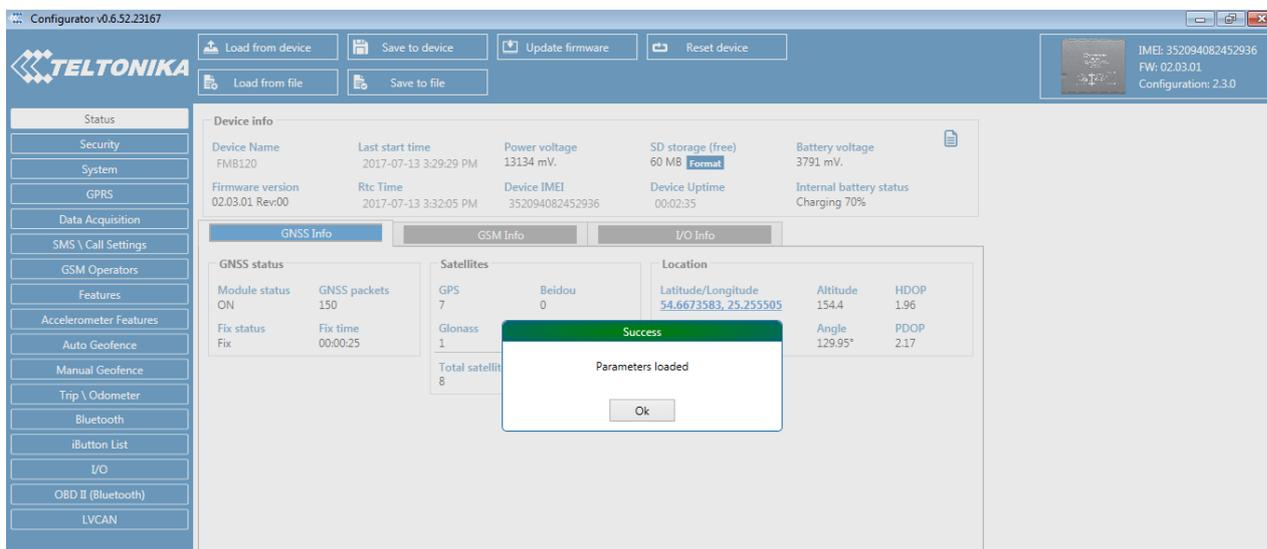 Configurator v0.6.52.23167
TELTONIKA
Load from device
Save to device
Update firmware
Reset device
Load from file
Save to file
IMEI: 352094082452936
FW: 02.03.01
Configuration: 2.3.0
Status
Security
System
GPRS
Data Acquisition
SMS \ Call Settings
GSM Operators
Features
Accelerometer Features
Auto Geofence
Manual Geofence
Trip \ Odometer
Bluetooth
iButton List
I/O
OBD II (Bluetooth)
LVCAN
Device info
Device Name
Last start time
Power voltage
SD storage (free)
Battery voltage
FMB120
2017-07-13 3:29:29 PM
13134 mV.
60 MB Format
3791 mV.
Firmware version
Rtc Time
Device IMEI
Device Uptime
Internal battery status
02.03.01 Rev:00
2017-07-13 3:32:05 PM
352094082452936
00:02:35
Charging 70%
GNSS Info
GSM Info
I/O Info
GNSS status
Module status
GNSS packets
ON
150
Fix status
Fix time
Fix
00:00:25
Satellites
GPS
Beidou
7
0
Glonass
1
Total satellit
8
Location
Latitude/Longitude
Altitude
HDOP
54.6673583, 25.255505
154.4
1.96
Angle
PDOP
129.95°
2.17
Success
Parameters loaded
Ok